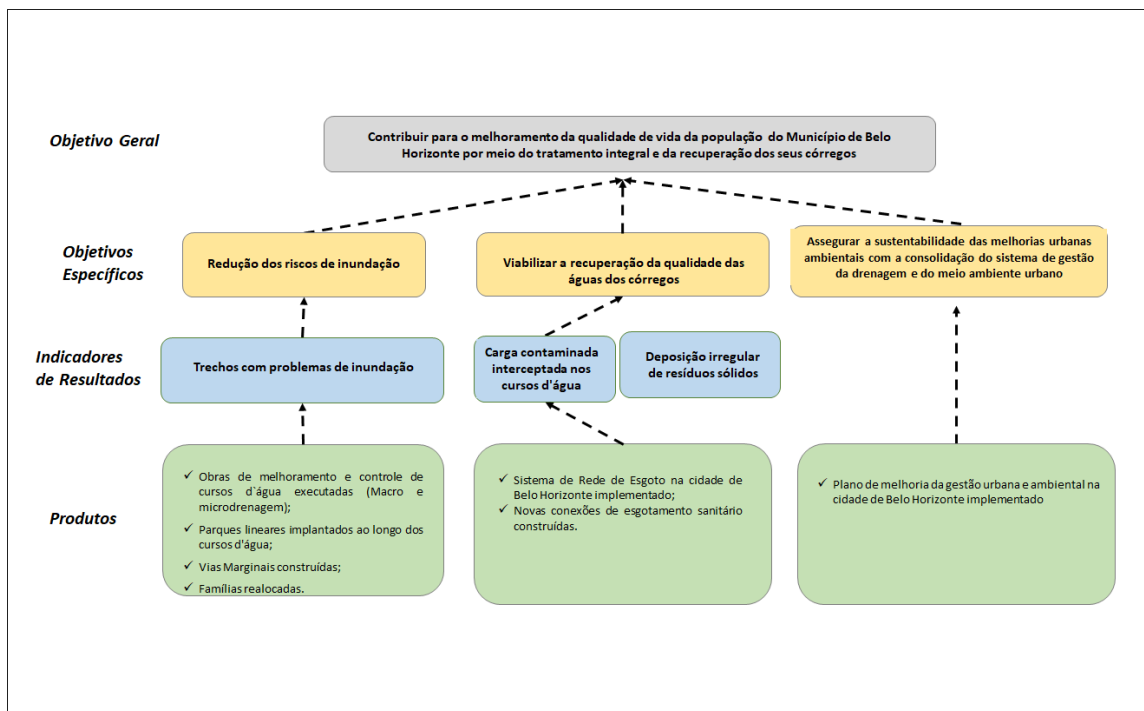 Objetivo Geral
Contribuir para o melhoramento da qualidade de vida da população do Município de Belo
Horizonte por meio do tratamento integral e da recuperação dos seus córregos
Objetivos
Específicos
Redução dos riscos de inundação
Viabilizar a recuperação da qualidade das
águas dos córregos
Assegurar a sustentabilidade das melhorias urbanas
ambientais com a consolidação do sistema de gestão
da drenagem e do meio ambiente urbano
Indicadores
de Resultados
Trechos com problemas de inundação
Carga contaminada
interceptada nos
cursos d'água
Deposição irregular
de resíduos sólidos
Produtos
✓ Obras de melhoramento e controle de
cursos d`água executadas (Macro e
microdrenagem);
✓ Parques lineares implantados ao longo dos
cursos d'água;
✓ Vias Marginais construídas;
✓ Famílias realocadas.
✓ Sistema de Rede de Esgoto na cidade de
Belo Horizonte implementado;
✓ Novas conexões de esgotamento sanitário
construídas.
✓ Plano de melhoria da gestão urbana e ambiental na
cidade de Belo Horizonte implementado